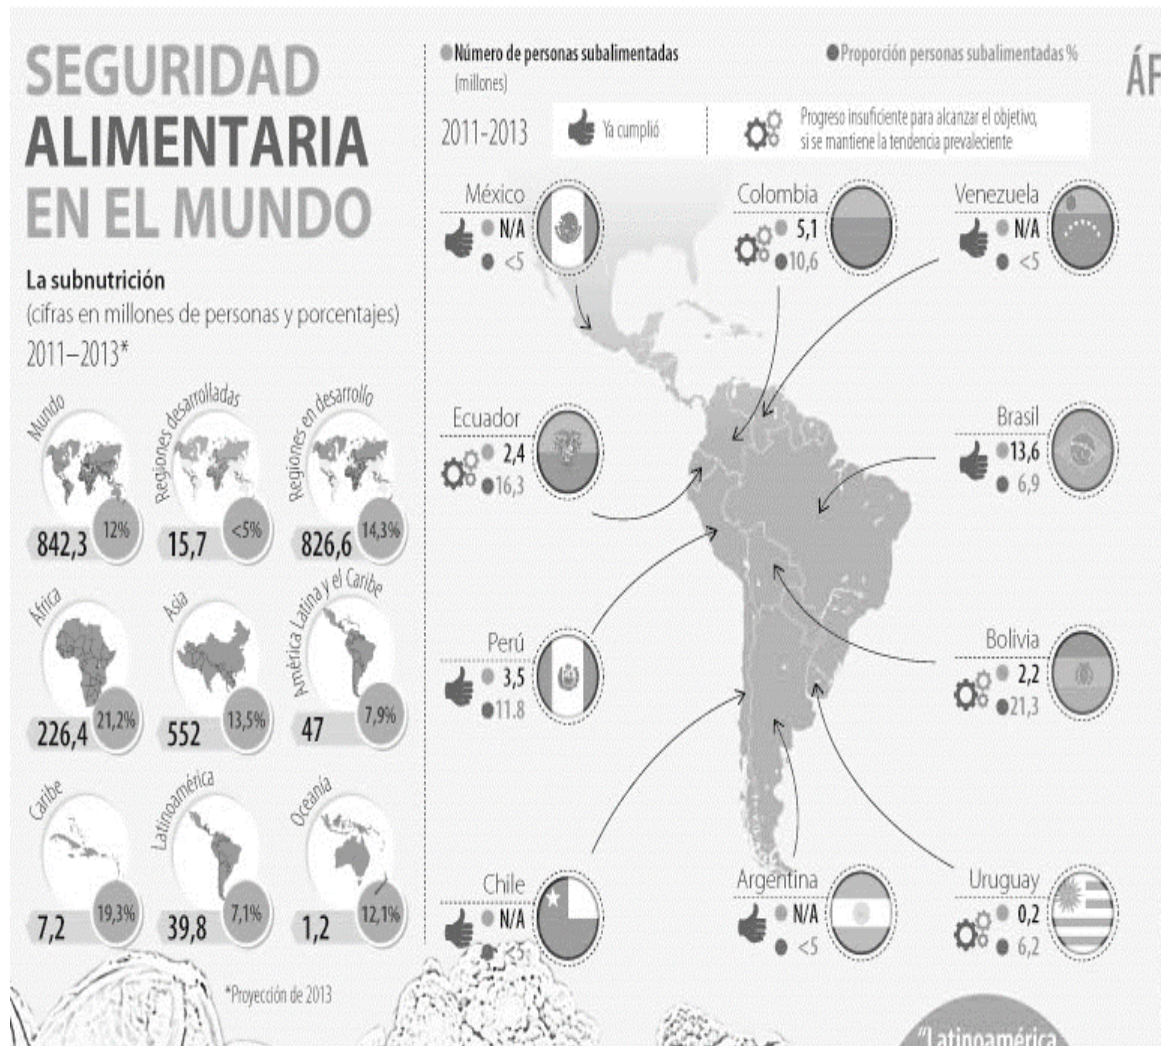 SEGURIDAD
ALIMENTARIA
EN EL MUNDO
La subnutrición
(cifras en millones de personas y porcentajes)
2011–2013*
Mundo
842,3
12%
Regiones desarrolladas
15,7
<5%
Regiones en desarrollo
826,6
14,3%
África
226,4
21,2%
Asia
552
13,5%
América Latina y el Caribe
47
7,9%
Caribe
7,2
19,3%
Latinoamérica
39,8
7,1%
Oceanía
1,2
12,1%
*Proyección de 2013
Número de personas subalimentadas
(millones)
Proporción personas subalimentadas %
2011-2013
Ya cumplió
Progreso insuficiente para alcanzar el objetivo,
si se mantiene la tendencia prevaleciente
México
N/A
<5
Colombia
5,1
10,6
Venezuela
N/A
<5
Ecuador
2,4
16,3
Brasil
13,6
6,9
Perú
3,5
11.8
Bolivia
2,2
21,3
Chile
N/A
<5
Argentina
N/A
<5
Uruguay
0,2
6,2
ÁF
"Latinoamérica